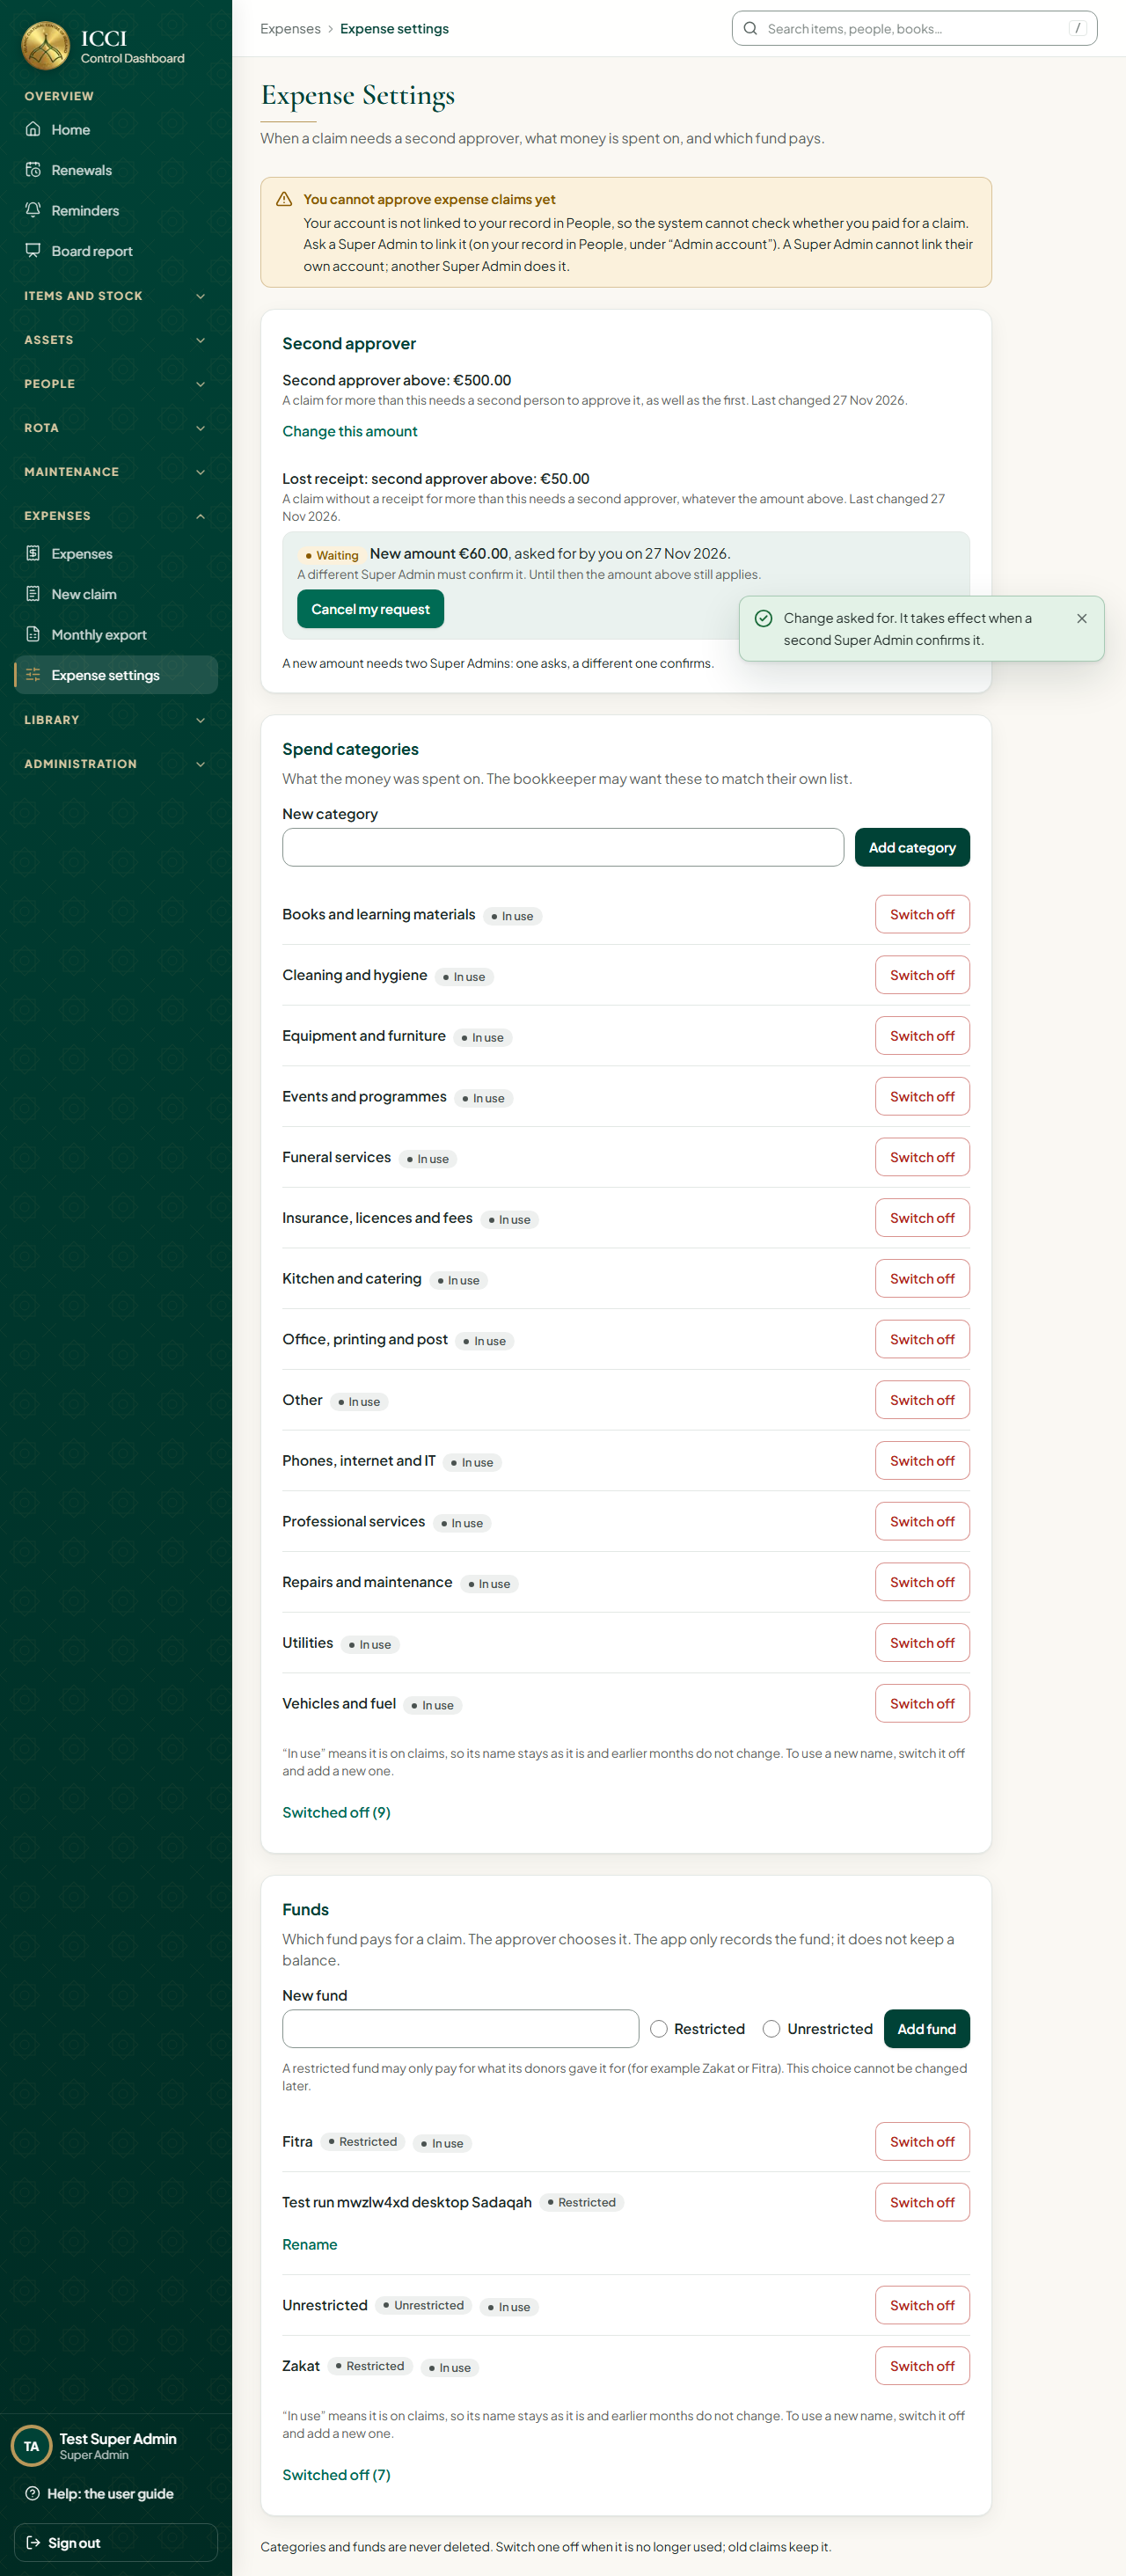 ICCI
Control Dashboard
OVERVIEW
Home
Renewals
Reminders
Board report
ITEMS AND STOCK
ASSETS
PEOPLE
ROTA
MAINTENANCE
EXPENSES
Expenses
New claim
Monthly export
Expense settings
LIBRARY
ADMINISTRATION
TA
Test Super Admin
Super Admin
Help: the user guide
Sign out
Expenses › Expense settings
Search items, people, books...
/
Expense Settings
When a claim needs a second approver, what money is spent on, and which fund pays.
You cannot approve expense claims yet
Your account is not linked to your record in People, so the system cannot check whether you paid for a claim.
Ask a Super Admin to link it (on your record in People, under “Admin account”). A Super Admin cannot link their
own account; another Super Admin does it.
Second approver
Second approver above: €500.00
A claim for more than this needs a second person to approve it, as well as the first. Last changed 27 Nov 2026.
Change this amount
Lost receipt: second approver above: €50.00
A claim without a receipt for more than this needs a second approver, whatever the amount above. Last changed 27
Nov 2026.
Waiting New amount €60.00, asked for by you on 27 Nov 2026.
A different Super Admin must confirm it. Until then the amount above still applies.
Cancel my request
Change asked for. It takes effect when a
second Super Admin confirms it.
A new amount needs two Super Admins: one asks, a different one confirms.
Spend categories
What the money was spent on. The bookkeeper may want these to match their own list.
New category
Add category
Books and learning materials In use Switch off
Cleaning and hygiene In use Switch off
Equipment and furniture In use Switch off
Events and programmes In use Switch off
Funeral services In use Switch off
Insurance, licences and fees In use Switch off
Kitchen and catering In use Switch off
Office, printing and post In use Switch off
Other In use Switch off
Phones, internet and IT In use Switch off
Professional services In use Switch off
Repairs and maintenance In use Switch off
Utilities In use Switch off
Vehicles and fuel In use Switch off
“In use” means it is on claims, so its name stays as it is and earlier months do not change. To use a new name, switch it off
and add a new one.
Switched off (9)
Funds
Which fund pays for a claim. The approver chooses it. The app only records the fund; it does not keep a
balance.
New fund
Restricted Unrestricted Add fund
A restricted fund may only pay for what its donors gave it for (for example Zakat or Fitra). This choice cannot be changed
later.
Fitra Restricted In use Switch off
Test run mwzlw4xd desktop Sadaqah Restricted Switch off
Rename
Unrestricted Unrestricted In use Switch off
Zakat Restricted In use Switch off
“In use” means it is on claims, so its name stays as it is and earlier months do not change. To use a new name, switch it off
and add a new one.
Switched off (7)
Categories and funds are never deleted. Switch one off when it is no longer used; old claims keep it.